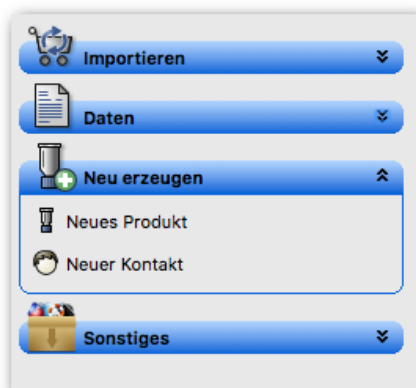 Importieren
Daten
Neu erzeugen
Neues Produkt
Neuer Kontakt
Sonstiges